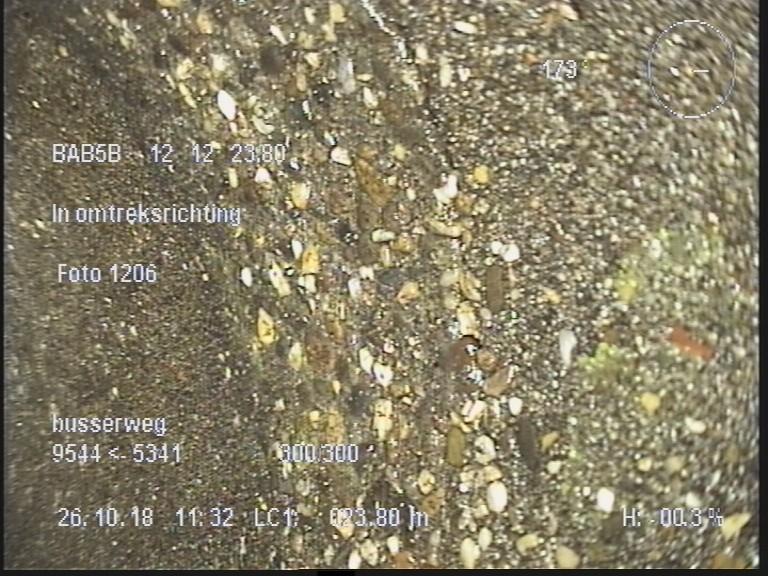 179
BAB5B 12 12 23.80
In omtreksrichting
Foto 1206
busserweg
9544 <- 5341 300/300
26.10.18 11:32 LC1: 023.80 m H: -00.3 %